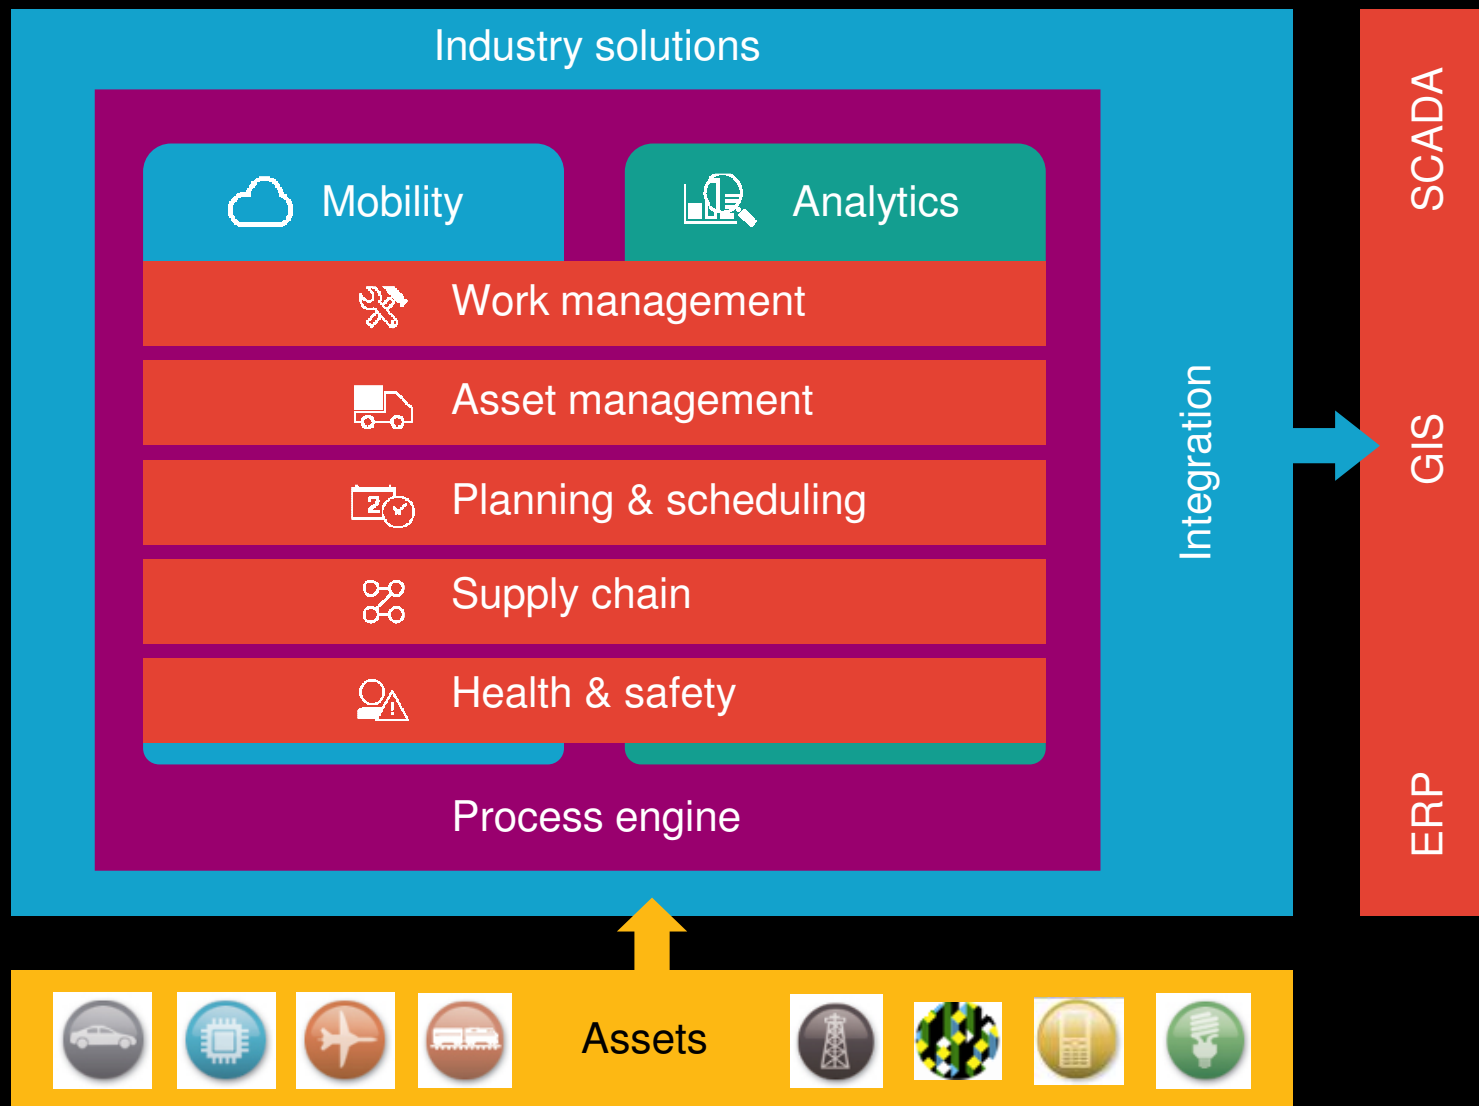 Industry solutions
Mobility
Analytics
Work management
Asset management
2
Planning & scheduling
Supply chain
Health & safety
Process engine
Integration
SCADA
GIS
ERP
Assets